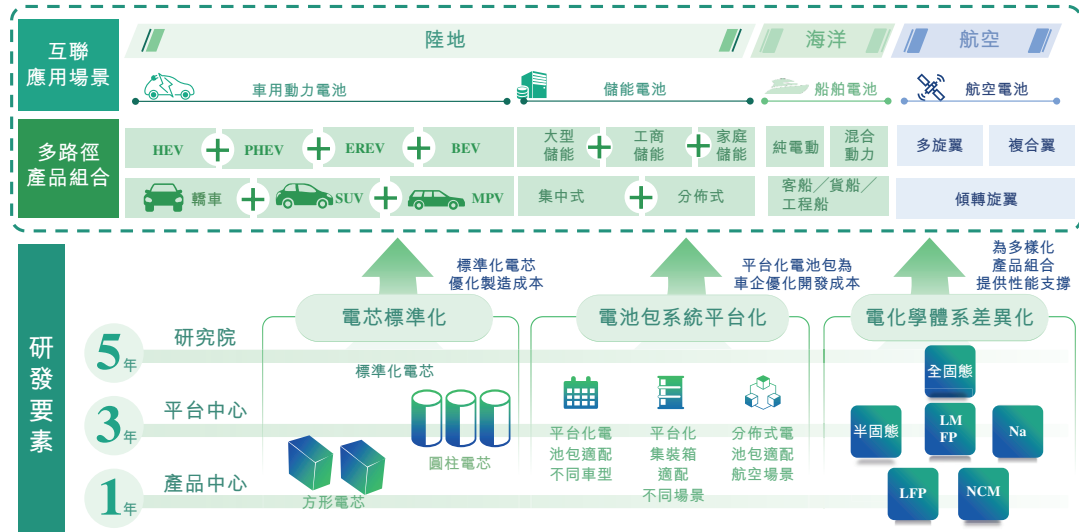 互聯
應用場景
陸地
海洋
航空
車用動力電池
儲能電池
船舶電池
航空電池
多路徑
產品組合
HEV
PHEV
EREV
BEV
大型
儲能
工商
儲能
家庭
儲能
純電動
混合
動力
多旋翼
複合翼
轎車
SUV
MPV
集中式
分佈式
客船／貨船／
工程船
傾轉旋翼
研發要素
標準化電芯
優化製造成本
平台化電池包為
車企優化開發成本
為多樣化
產品組合
提供性能支撐
電芯標準化
電池包系統平台化
電化學體系差異化
5年
研究院
3年
平台中心
1年
產品中心
標準化電芯
圓柱電芯
方形電芯
平台化電
池包適配
不同車型
平台化
集裝箱
適配
不同場景
分佈式電
池包適配
航空場景
全固態
半固態
LM
FP
Na
LFP
NCM